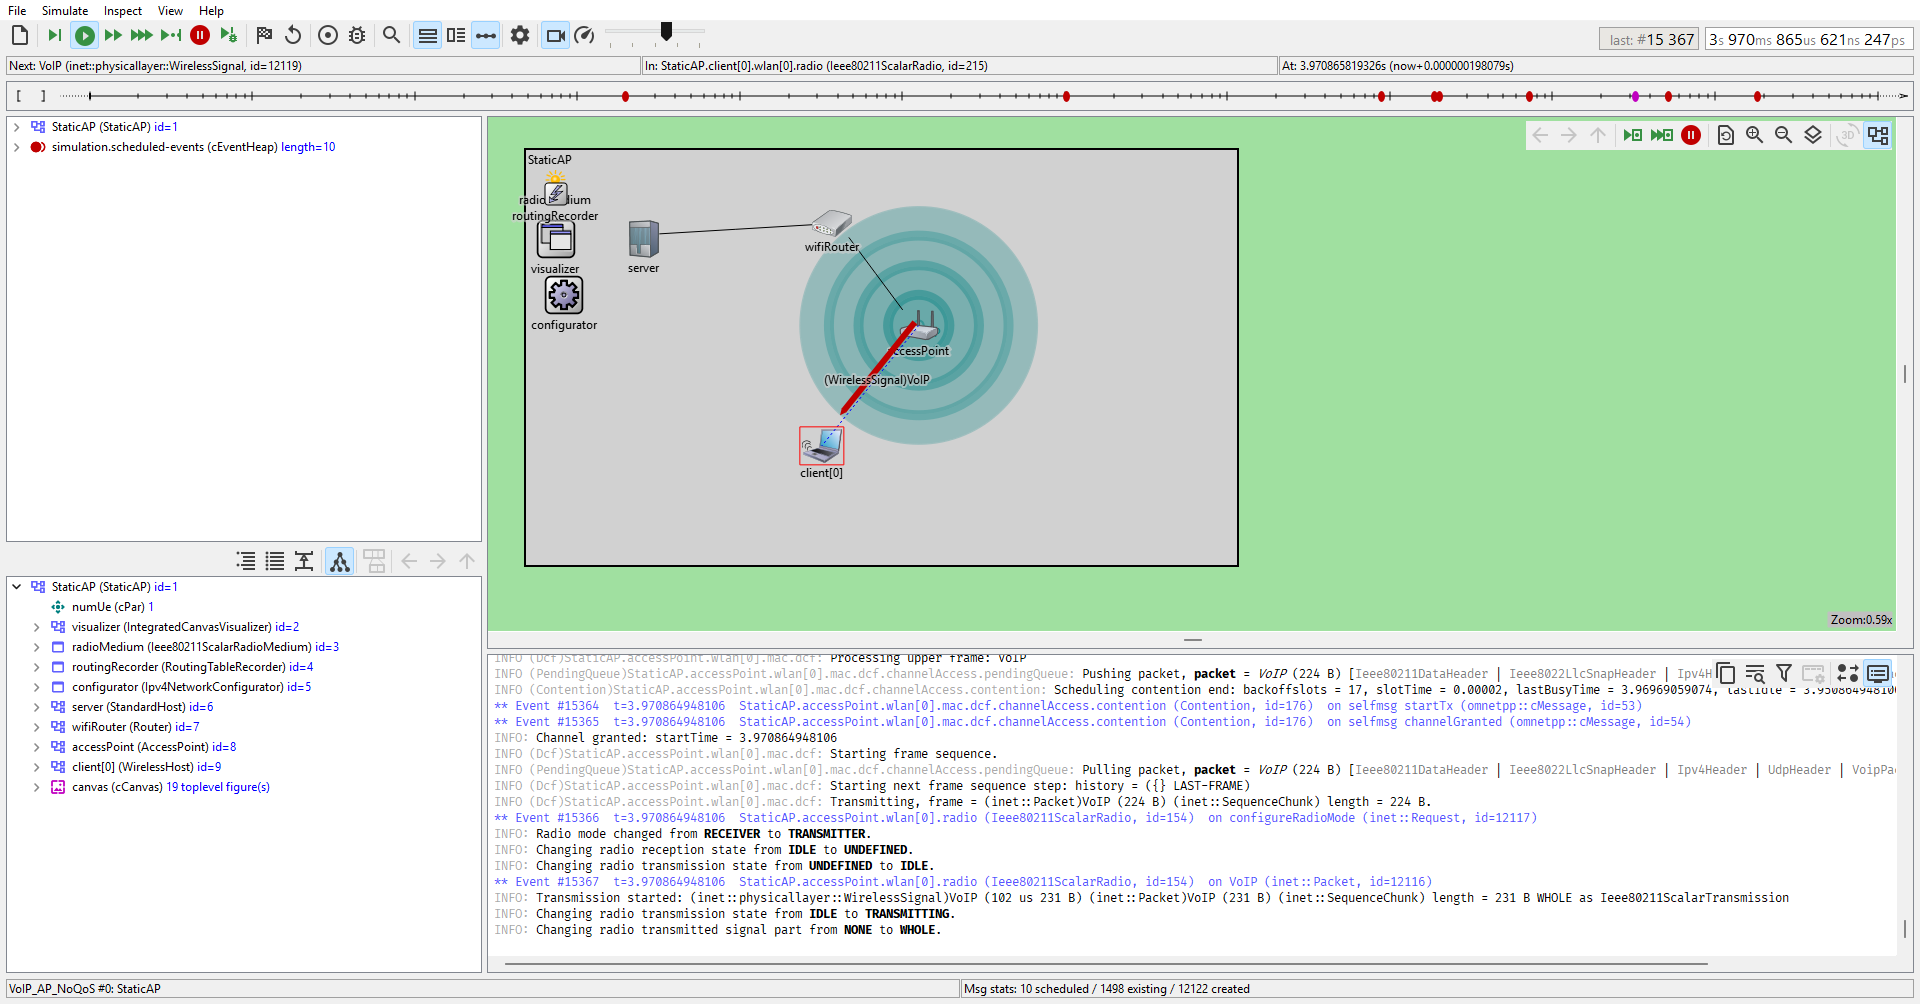 File Simulate Inspect View Help
last: #15 367 3s 970ms 865us 621ns 247ps
Next: VoIP (inet::physicallayer::WirelessSignal, id=12119) In: StaticAP.client[0].wlan[0].radio (Ieee80211ScalarRadio, id=215) At: 3.970865819326s (now+0.000000198079s)
StaticAP (StaticAP) id=1
simulation.scheduled-events (cEventHeap) length=10
3D
StaticAP
routingRecorder
visualizer
configurator
server
wifiRouter
(WirelessSignal)VoIP
client[0]
Zoom:0.59x
StaticAP (StaticAP) id=1
numUe (cPar) 1
visualizer (IntegratedCanvasVisualizer) id=2
radioMedium (Ieee80211ScalarRadioMedium) id=3
routingRecorder (RoutingTableRecorder) id=4
configurator (Ipv4NetworkConfigurator) id=5
server (StandardHost) id=6
wifiRouter (Router) id=7
accessPoint (AccessPoint) id=8
client[0] (WirelessHost) id=9
canvas (cCanvas) 19 toplevel figure(s)
INFO (Dcf)StaticAP.accessPoint.wlan[0].mac.dcf: Processing upper frame: VoIP
INFO (PendingQueue)StaticAP.accessPoint.wlan[0].mac.dcf.channelAccess.pendingQueue: Pushing packet, packet = VoIP (224 B) [Ieee80211DataHeader | Ieee8022LlcSnapHeader | Ipv4H
INFO (Contention)StaticAP.accessPoint.wlan[0].mac.dcf.channelAccess.contention: Scheduling contention end: backoffslots = 17, slotTime = 0.00002, lastBusyTime = 3.96969059074, lastIdle =
** Event #15364 t=3.970864948106 StaticAP.accessPoint.wlan[0].mac.dcf.channelAccess.contention (Contention, id=176) on selfmsg startTx (omnetpp::cMessage, id=53)
** Event #15365 t=3.970864948106 StaticAP.accessPoint.wlan[0].mac.dcf.channelAccess.contention (Contention, id=176) on selfmsg channelGranted (omnetpp::cMessage, id=54)
INFO: Channel granted: startTime = 3.970864948106
INFO (Dcf)StaticAP.accessPoint.wlan[0].mac.dcf: Starting frame sequence.
INFO (PendingQueue)StaticAP.accessPoint.wlan[0].mac.dcf.channelAccess.pendingQueue: Pulling packet, packet = VoIP (224 B) [Ieee80211DataHeader | Ieee8022LlcSnapHeader | Ipv4Header | UdpHeader | VoipPa
INFO (Dcf)StaticAP.accessPoint.wlan[0].mac.dcf: Starting next frame sequence step: history = ({} LAST-FRAME)
INFO (Dcf)StaticAP.accessPoint.wlan[0].mac.dcf: Transmitting, frame = (inet::Packet)VoIP (224 B) (inet::SequenceChunk) length = 224 B.
** Event #15366 t=3.970864948106 StaticAP.accessPoint.wlan[0].radio (Ieee80211ScalarRadio, id=154) on configureRadioMode (inet::Request, id=12117)
INFO: Radio mode changed from RECEIVER to TRANSMITTER.
INFO: Changing radio reception state from IDLE to UNDEFINED.
INFO: Changing radio transmission state from UNDEFINED to IDLE.
** Event #15367 t=3.970864948106 StaticAP.accessPoint.wlan[0].radio (Ieee80211ScalarRadio, id=154) on VoIP (inet::Packet, id=12116)
INFO: Transmission started: (inet::physicallayer::WirelessSignal)VoIP (102 us 231 B) (inet::Packet)VoIP (231 B) (inet::SequenceChunk) length = 231 B WHOLE as Ieee80211ScalarTransmission
INFO: Changing radio transmission state from IDLE to TRANSMITTING.
INFO: Changing radio transmitted signal part from NONE to WHOLE.
VoIP_AP_NoQoS #0: StaticAP Msg stats: 10 scheduled / 1498 existing / 12122 created